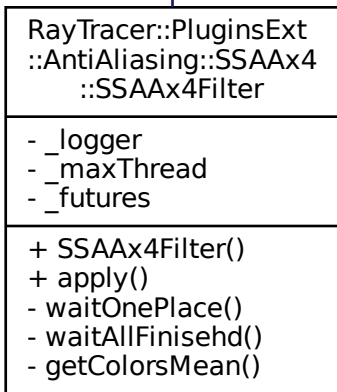 RayTracer::PluginsExt
::AntiAliasing::SSAAx4
::SSAAx4Filter
- _logger
- _maxThread
- _futures
+ SSAAx4Filter()
+ apply()
- waitOnePlace()
- waitAllFinisehd()
- getColorsMean()